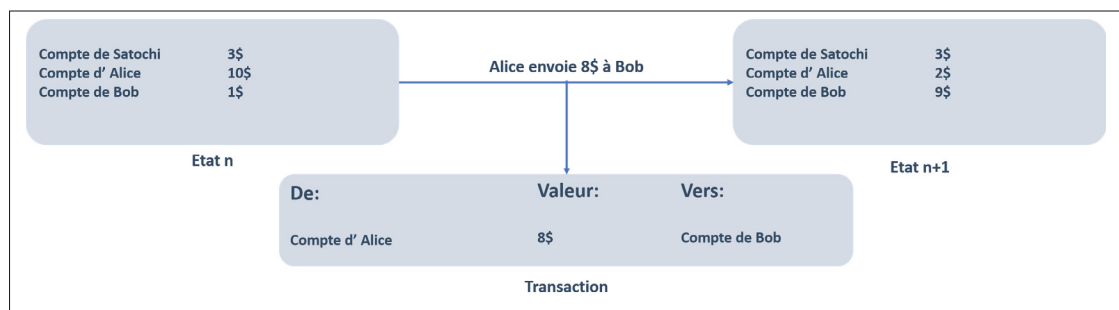 Compte de Satochi 3$
Compte d' Alice 10$
Compte de Bob 1$
Etat n
Alice envoie 8$ à Bob
Compte de Satochi 3$
Compte d' Alice 2$
Compte de Bob 9$
Etat n+1
De: Valeur: Vers:
Compte d' Alice 8$ Compte de Bob
Transaction